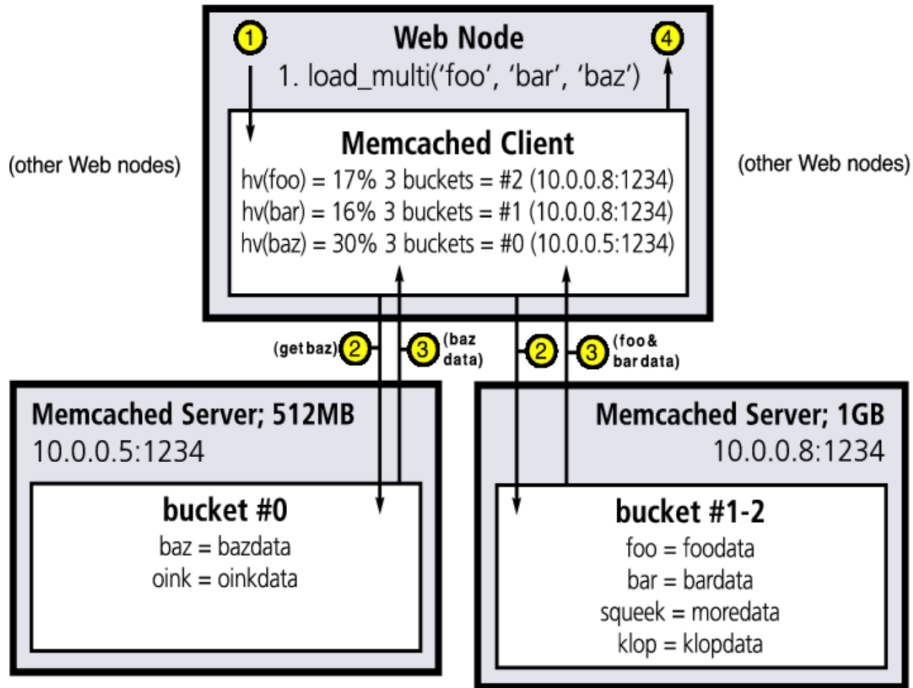 1
Web Node
4
1. load_multi(‘foo’, ‘bar’, ‘baz’)
Memcached Client
hv(foo) = 17% 3 buckets = #2 (10.0.0.8:1234)
hv(bar) = 16% 3 buckets = #1 (10.0.0.8:1234)
hv(baz) = 30% 3 buckets = #0 (10.0.0.5:1234)
(other Web nodes)
(other Web nodes)
(get baz)
2
3
(baz
data)
2
3
(foo &
bar data)
Memcached Server; 512MB
10.0.0.5:1234
bucket #0
baz = bazdata
oink = oinkdata
Memcached Server; 1GB
10.0.0.8:1234
bucket #1-2
foo = foodata
bar = bardata
squeek = moredata
klop = klopdata